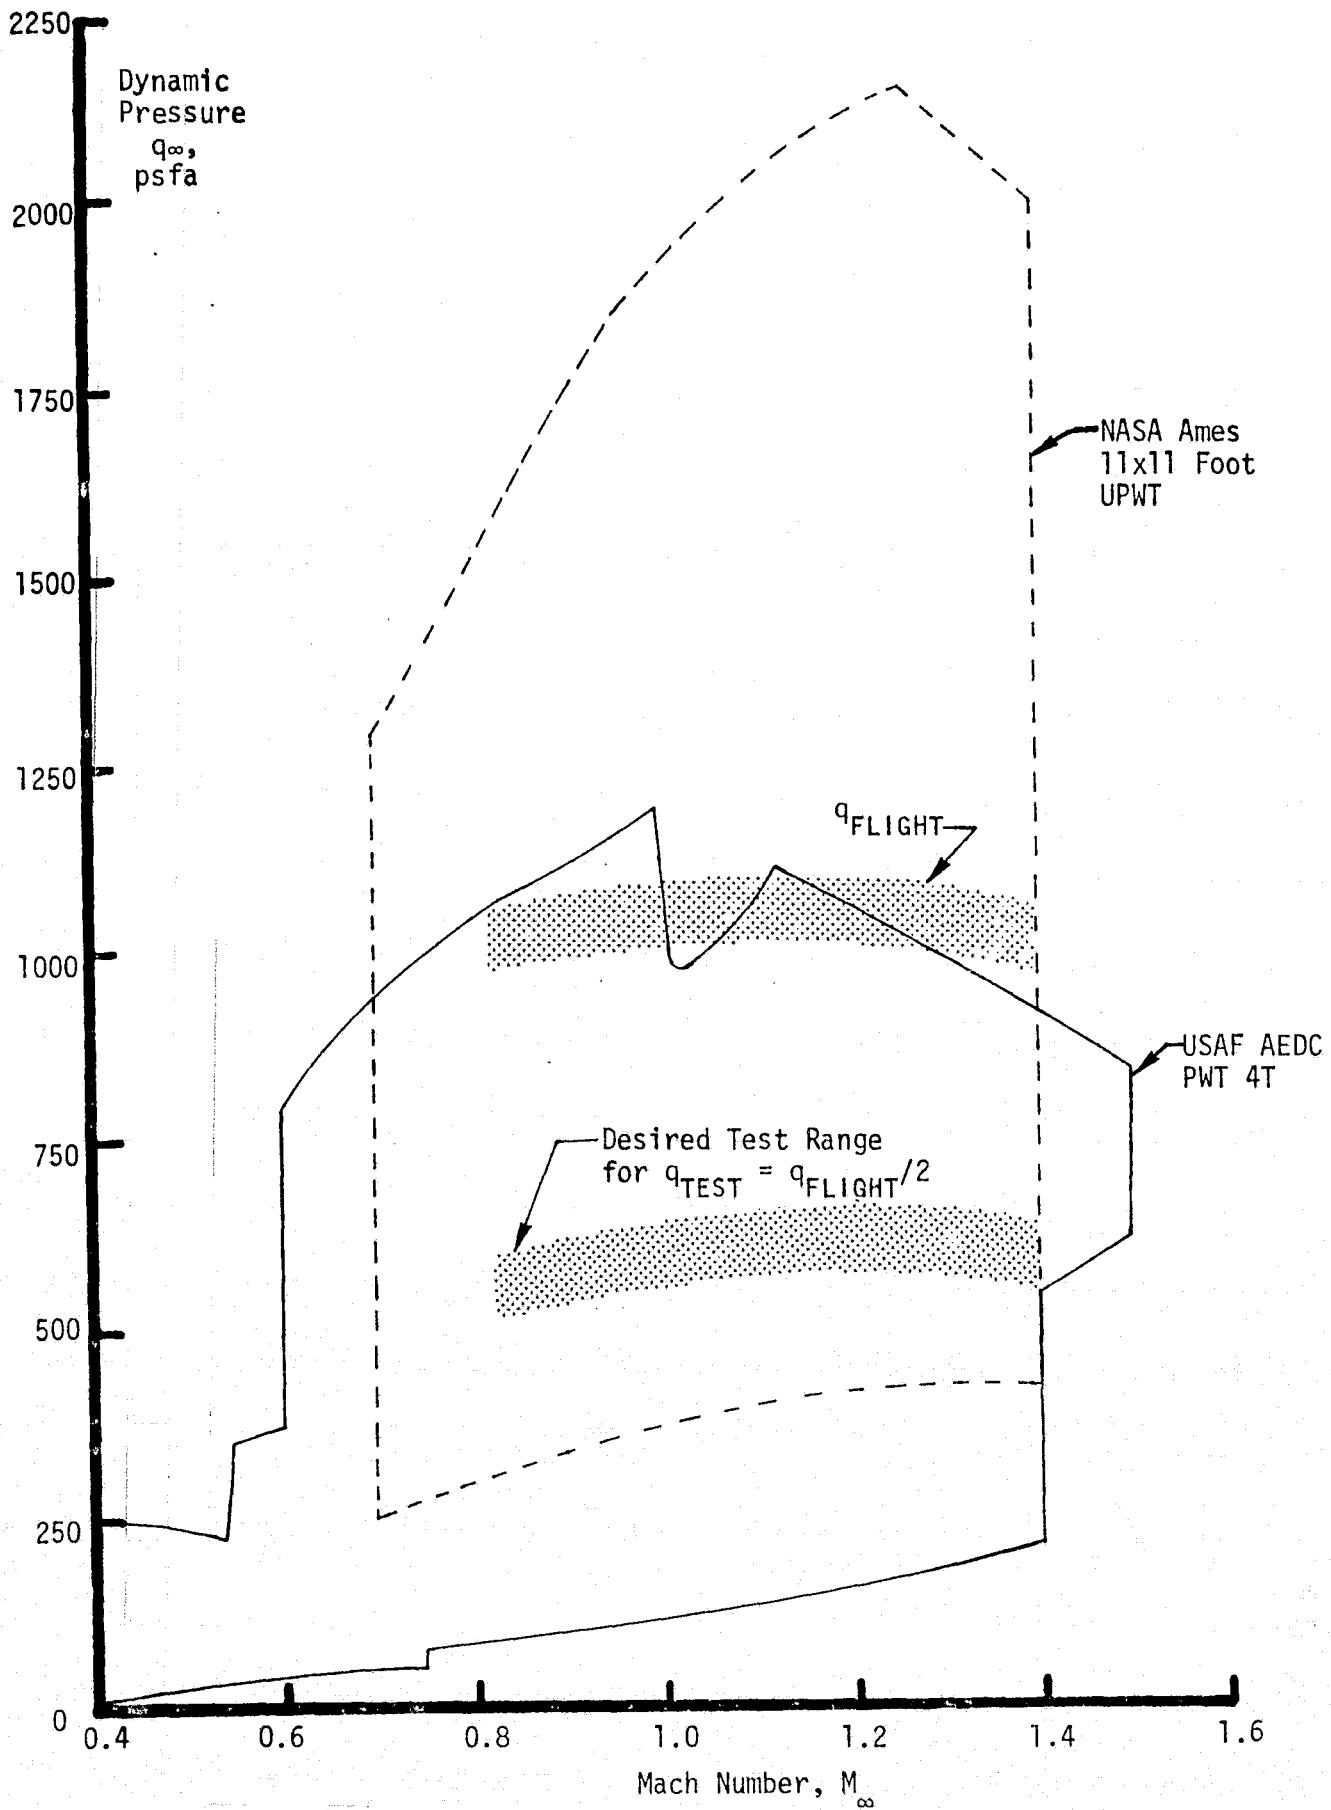 2250
Dynamic
Pressure
q∞,
psfa
2000
1750
NASA Ames
11x11 Foot
UPWT
1500
1250
qFLIGHT
1000
USAF AEDC
PWT 4T
750
Desired Test Range
for qTEST = qFLIGHT/2
500
250
0
0.4 0.6 0.8 1.0 1.2 1.4 1.6
Mach Number, M∞